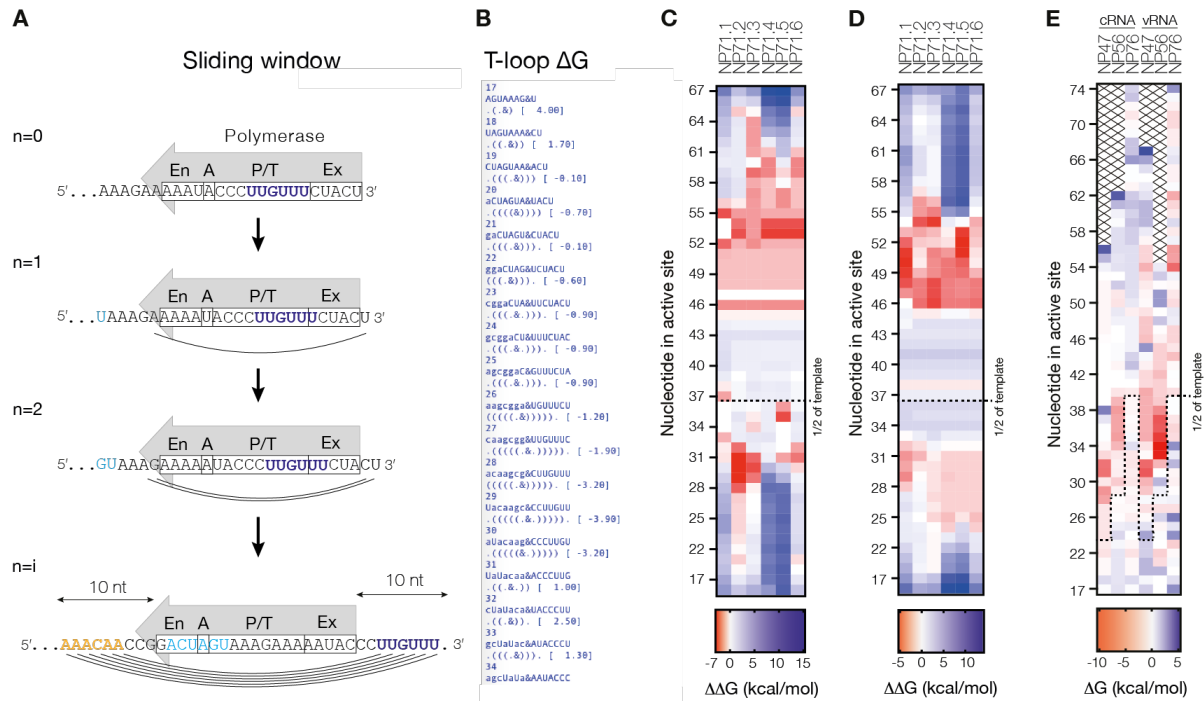 A
Sliding window
n=0
Polymerase
En A P/T Ex
5′...AAAGAAAAAUACCCUUGUUUCUACU 3′
n=1
En A P/T Ex
5′...UAAAGAAAAAUACCCUUGUUUCUACU 3′
n=2
En A P/T Ex
5′...GUAAAGAAAAAUACCCUUGUUUCUACU 3′
n=i
10 nt
10 nt
En A P/T Ex
5′...AAACAACCGGACUAGUAAAGAAAAAUACCCUUGUUU. 3′
B
T-loop ΔG
17
AGUAAAG&U
.(.&) [ 4.00]
18
UAGUAAA&CU
.((.&)) [ 1.70]
19
CUAGUAA&ACU
.(((.&))) [ -0.10]
20
aCUAGUA&UACU
.((((&)))) [ -0.70]
21
gaCUAGU&CUACU
.(((.&))). [ -0.10]
22
ggaCUAG&UCUACU
.(((.&))). [ -0.60]
23
cggaCUA&UUCUACU
.(((.&.))). [ -0.90]
24
gcggaCU&UUUCUAC
.(((.&.))). [ -0.90]
25
agcggaC&GUUUCUA
.(((.&.))). [ -0.90]
26
aagcgga&UGUUUCU
(((((.&.))))) [ -1.20]
27
caagcgg&UUGUUUC
.(((((.&.))))) [ -1.90]
28
acaagcg&CUUGUUU
(((((.&.))))). [ -3.20]
29
Uacaagc&CCUUGUU
.(((((.&.))))). [ -3.90]
30
aUacaag&CCCUUGU
.(((((&.))))) [ -3.20]
31
UaUacaa&ACCCUUG
.((.&.)) [ 1.00]
32
cUaUaca&UACCCUU
.((.&)). [ 2.50]
33
gcUaUac&AUACCCU
.(((.&))). [ 1.30]
34
agcUaUa&AAUACCC
C
NP71.1
NP71.2
NP71.3
NP71.4
NP71.5
NP71.6
Nucleotide in active site
67
64
61
58
55
52
49
46
43
40
37
34
31
28
25
22
17
1/2 of template
-7 0 5 10 15
ΔΔG (kcal/mol)
D
NP71.1
NP71.2
NP71.3
NP71.4
NP71.5
NP71.6
Nucleotide in active site
67
64
61
58
55
52
49
46
43
40
37
34
31
28
25
22
17
1/2 of template
-5 0 5 10
ΔΔG (kcal/mol)
E
cRNA vRNA
NP47
NP56
NP76
NP47
NP56
NP76
Nucleotide in active site
74
70
66
62
58
54
50
46
42
38
34
30
26
22
17
1/2 of template
-10 -5 0 5
ΔG (kcal/mol)